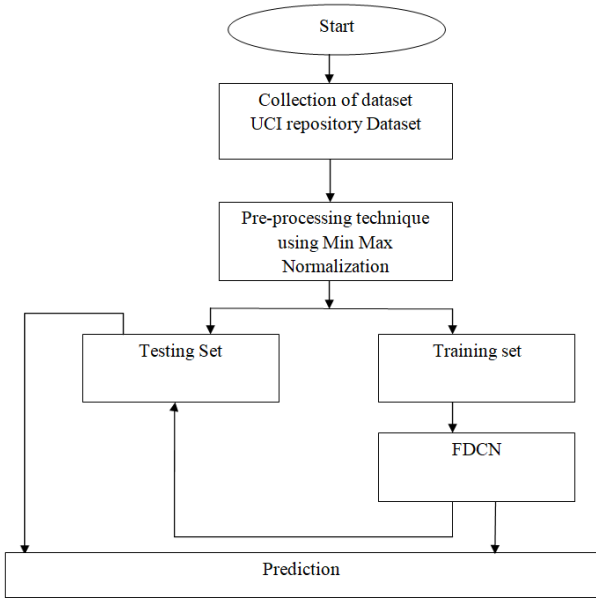 Start
Collection of dataset
UCI repository Dataset
Pre-processing technique
using Min Max
Normalization
Testing Set
Training set
FDCN
Prediction